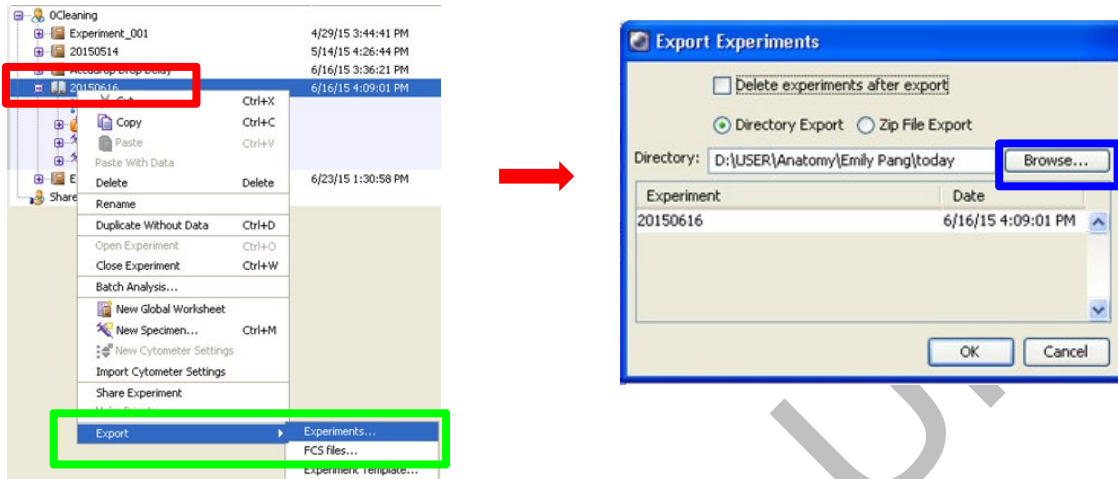 0Cleaning
Experiment_001 4/29/15 3:44:41 PM
20150514 5/14/15 4:26:44 PM
Accudrop Drop Delay 6/16/15 3:36:21 PM
20150616 6/16/15 4:09:01 PM
Cut Ctrl+X
Copy Ctrl+C
Paste Ctrl+V
Paste With Data
E 6/23/15 1:30:58 PM
Delete Delete
Share
Rename
Duplicate Without Data Ctrl+D
Open Experiment Ctrl+O
Close Experiment Ctrl+W
Batch Analysis...
New Global Worksheet
New Specimen... Ctrl+M
New Cytometer Settings
Import Cytometer Settings
Share Experiment
Export Experiments...
FCS files...
Experiment Template...
Export Experiments
Delete experiments after export
Directory Export Zip File Export
Directory: D:\USER\Anatomy\Emily Pang\today Browse...
Experiment Date
20150616 6/16/15 4:09:01 PM
OK Cancel